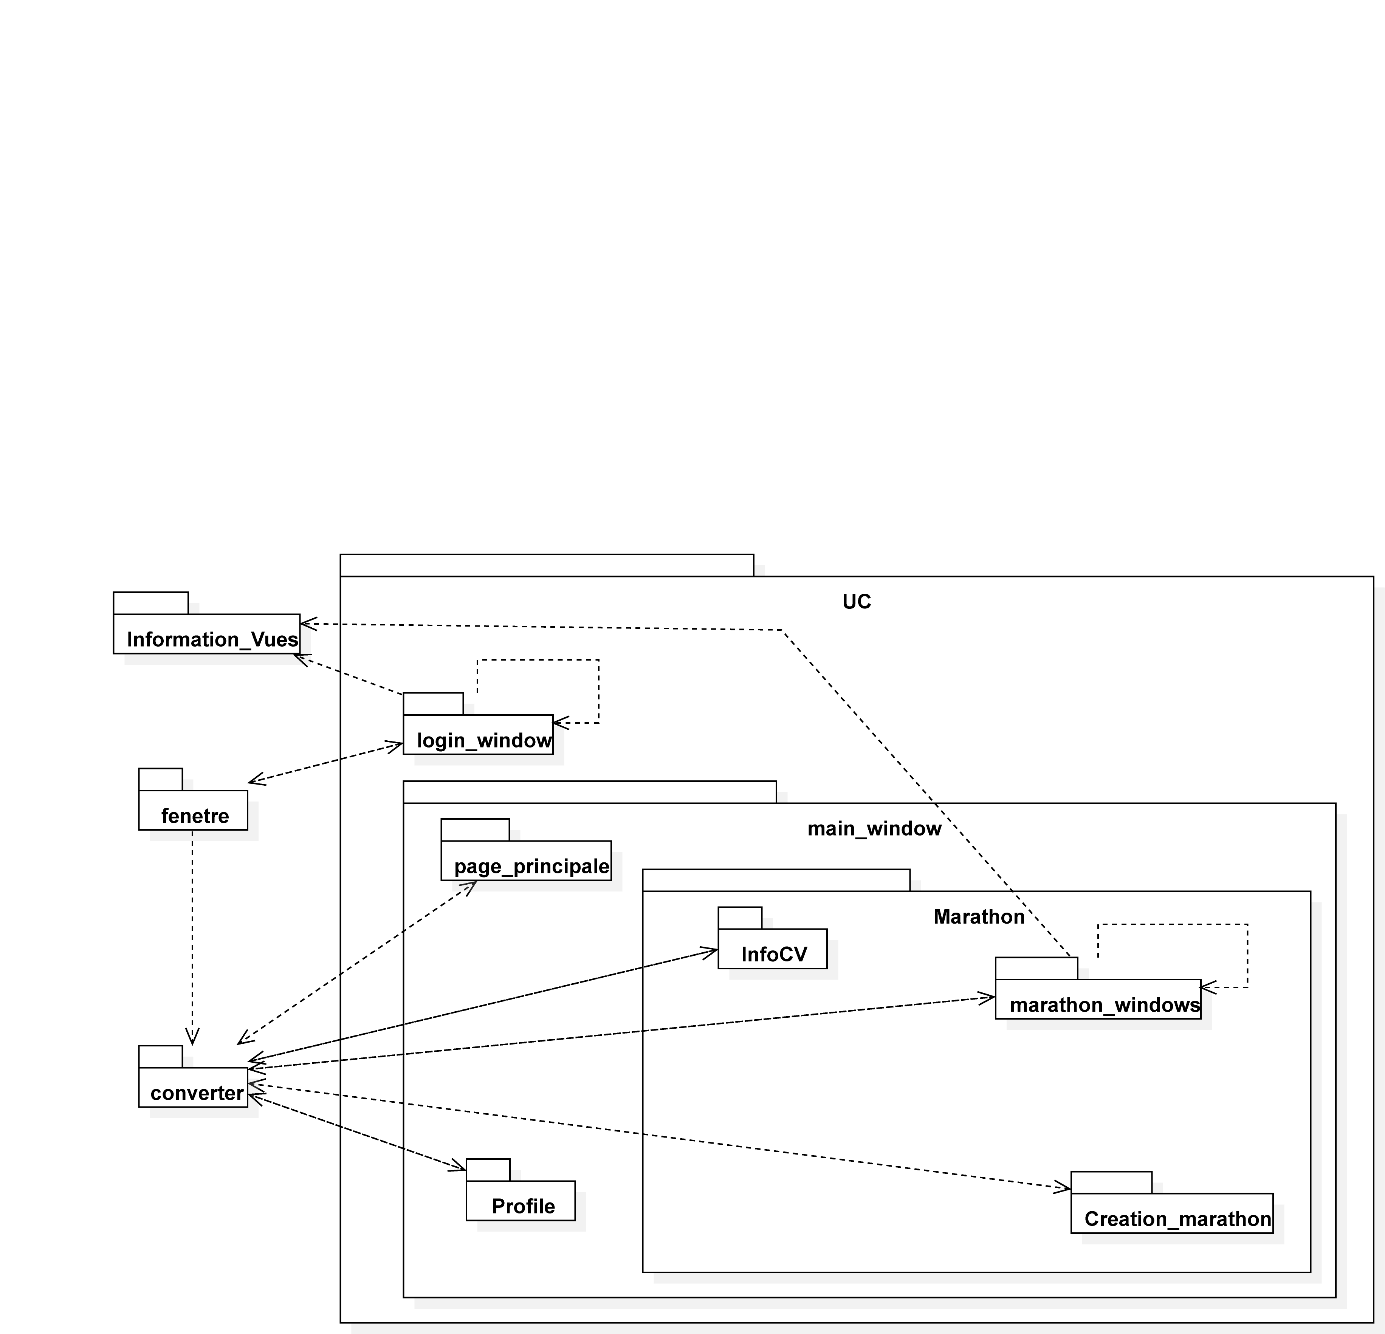 UC
Information_Vues
login_window
fenetre
main_window
page_principale
Marathon
InfoCV
marathon_windows
converter
Profile
Creation_marathon